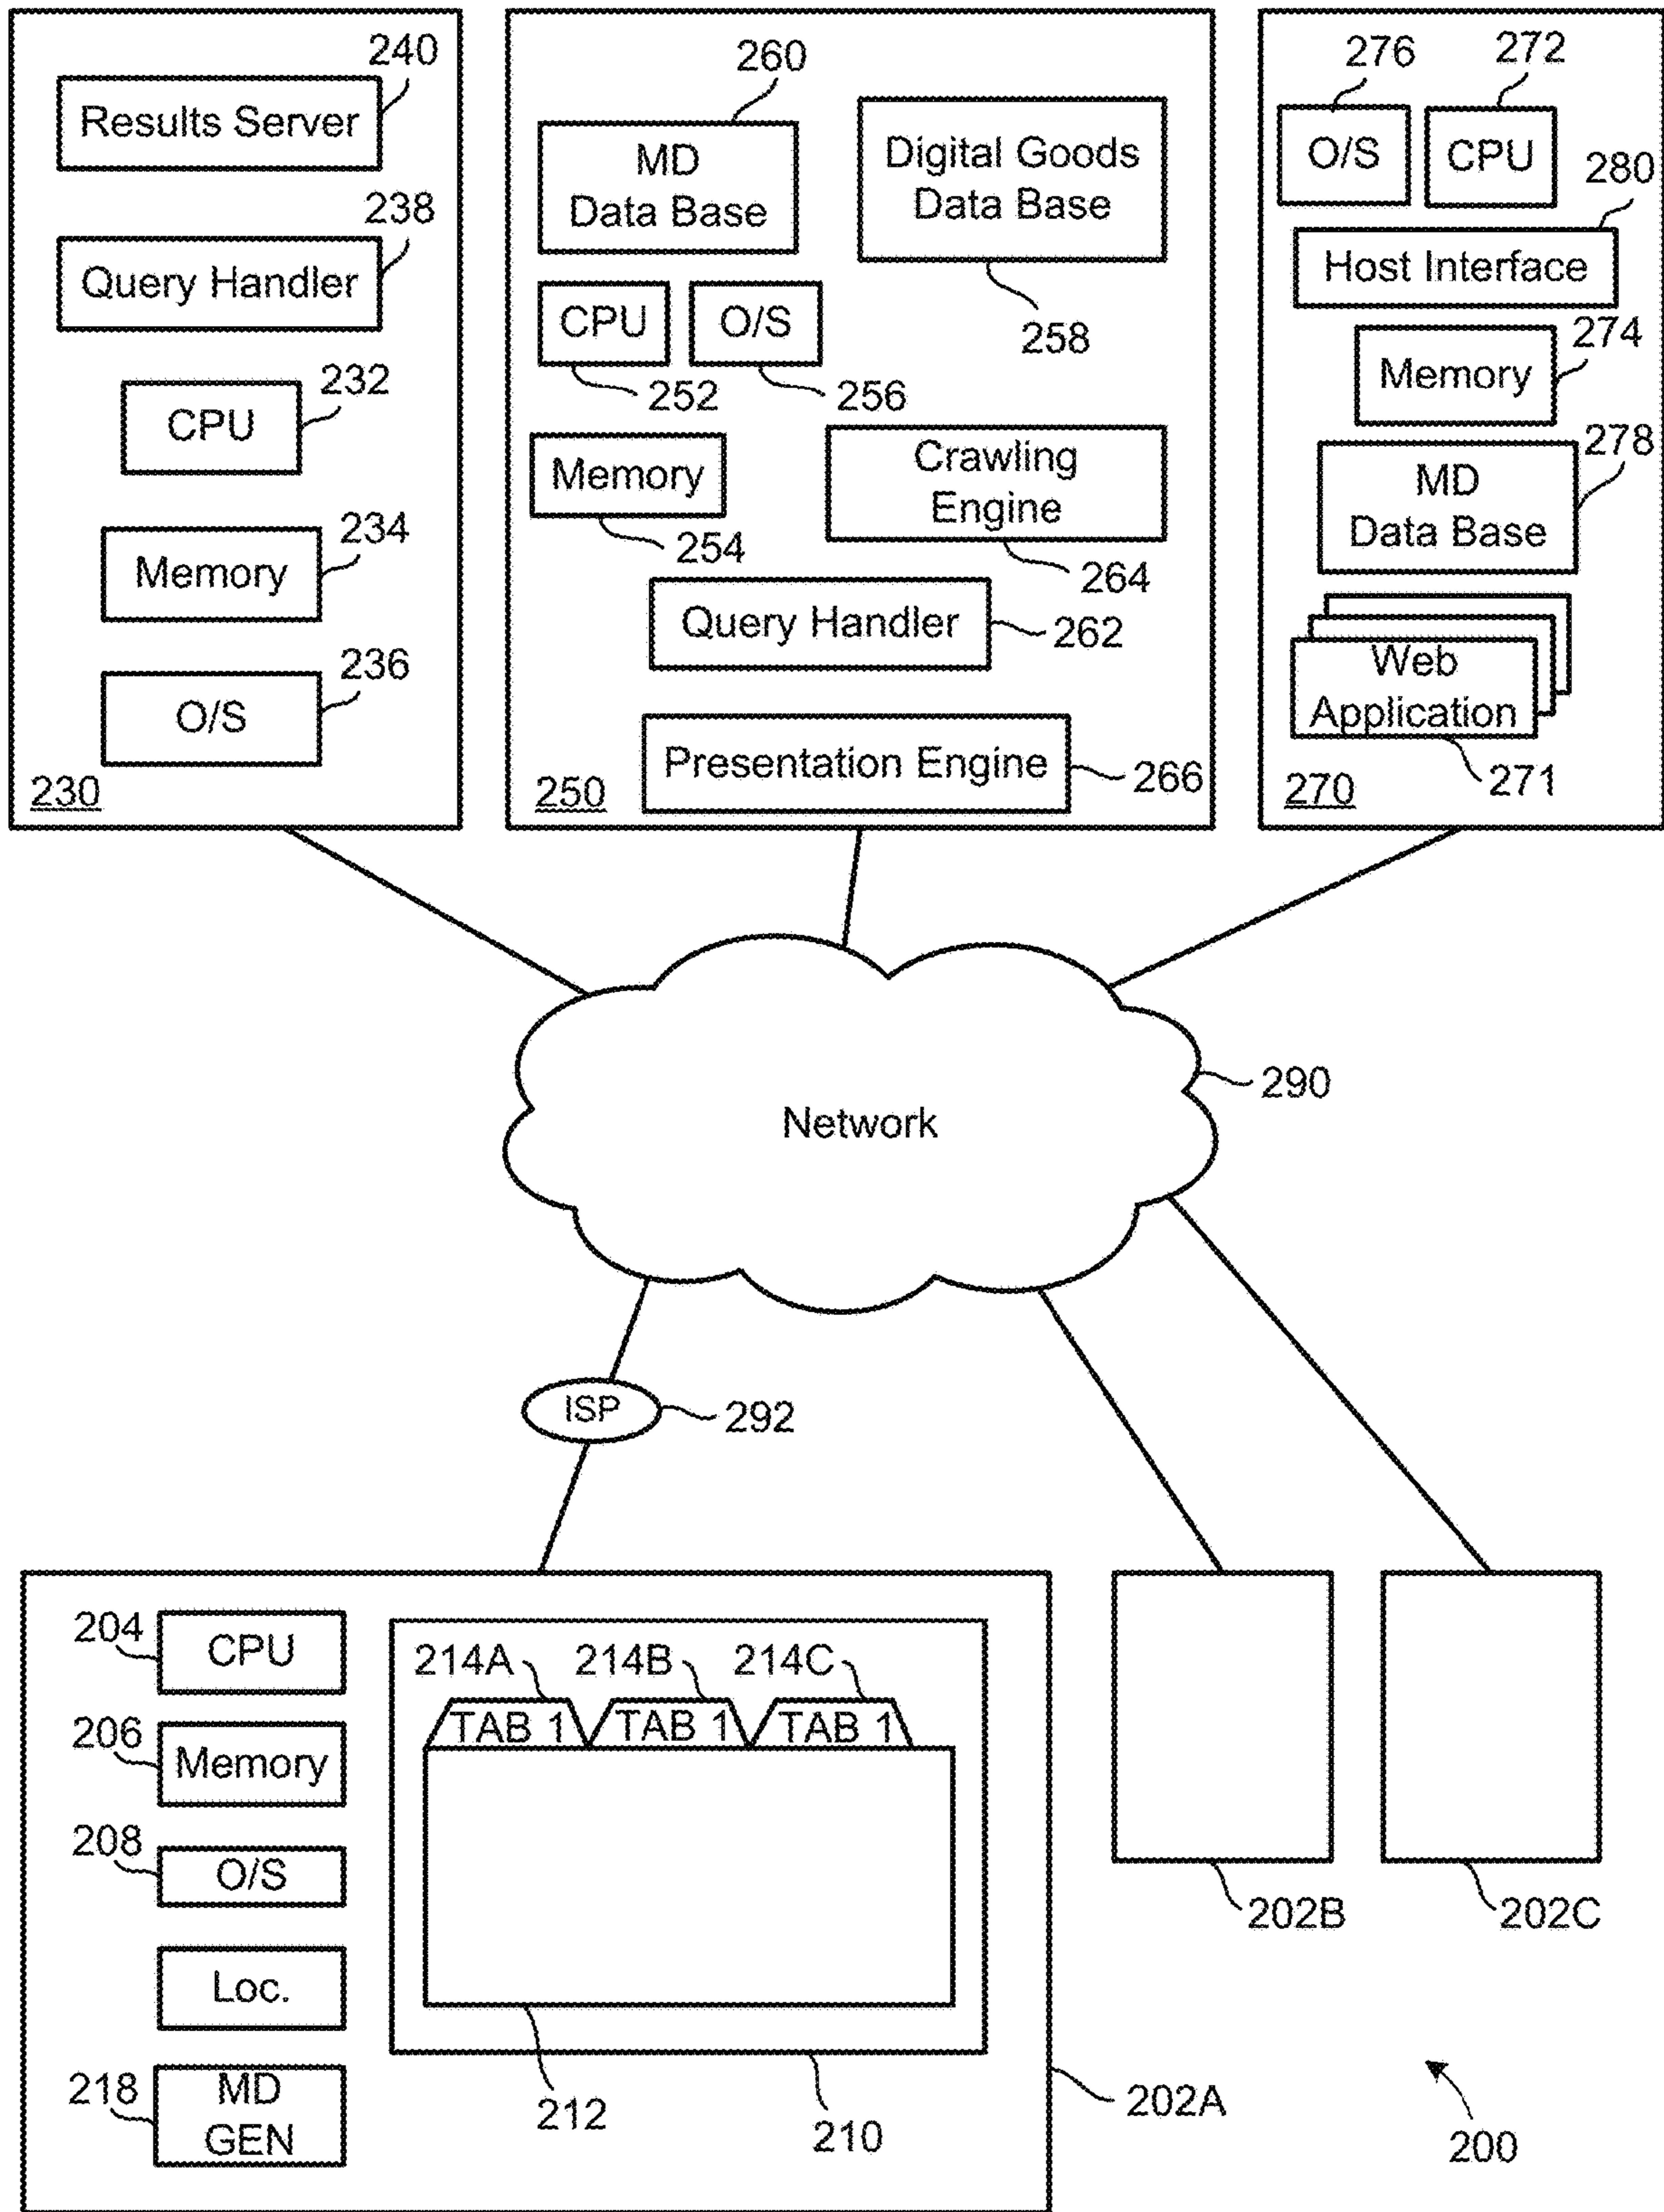 240
Results Server
238
Query Handler
232
CPU
234
Memory
236
O/S
230
260
MD
Data Base
Digital Goods
Data Base
258
CPU
O/S
252
256
Memory
254
Crawling
Engine
264
Query Handler
262
Presentation Engine
266
250
276
272
O/S
CPU
280
Host Interface
274
Memory
278
MD
Data Base
Web
Application
271
270
Network
290
ISP
292
204
CPU
206
Memory
208
O/S
Loc.
218
MD
GEN
214A
214B
214C
TAB 1
TAB 1
TAB 1
212
210
202A
202B
202C
200